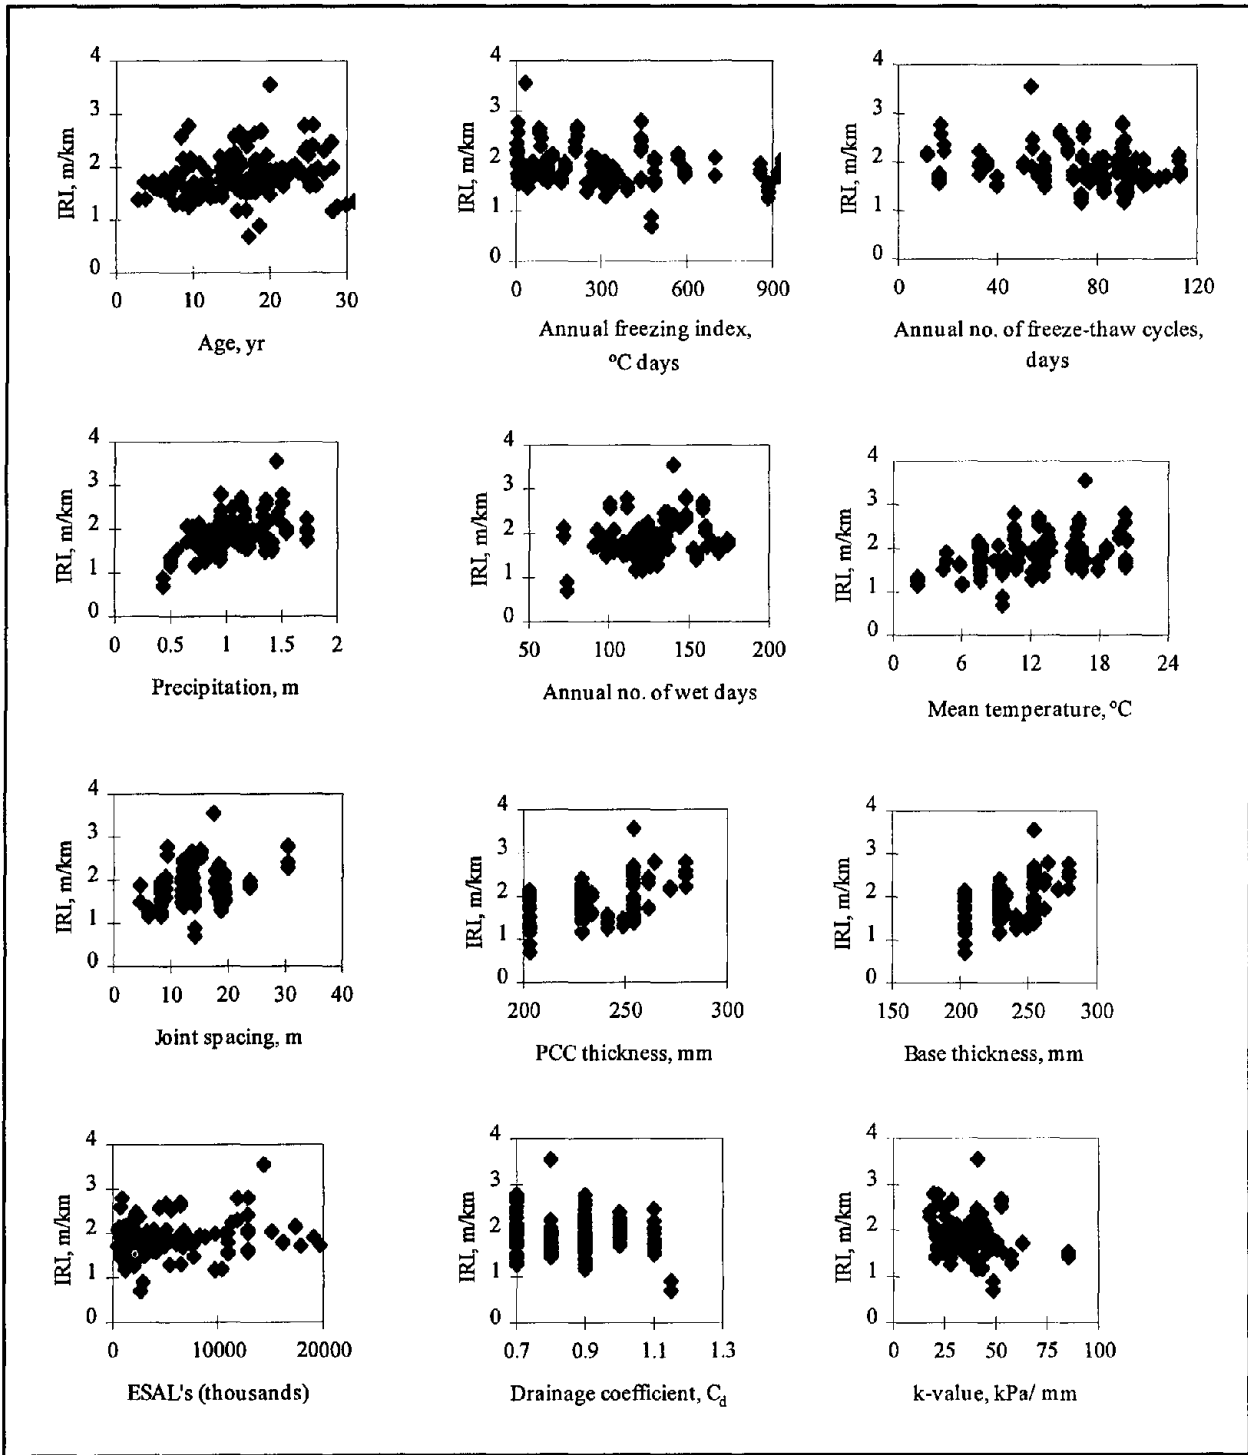 4
3
2
1
0
IRI, m/km
0 10 20 30
Age, yr
4
3
2
1
0
IRI, m/km
0 300 600 900
Annual freezing index,
ºC days
4
3
2
1
0
IRI, m/km
0 40 80 120
Annual no. of freeze-thaw cycles,
days
4
3
2
1
0
IRI, m/km
0 0.5 1 1.5 2
Precipitation, m
4
3
2
1
0
IRI, m/km
50 100 150 200
Annual no. of wet days
4
3
2
1
0
IRI, m/km
0 6 12 18 24
Mean temperature, ºC
4
3
2
1
0
IRI, m/km
0 10 20 30 40
Joint spacing, m
4
3
2
1
0
IRI, m/km
200 250 300
PCC thickness, mm
4
3
2
1
0
IRI, m/km
150 200 250 300
Base thickness, mm
4
3
2
1
0
IRI, m/km
0 10000 20000
ESAL's (thousands)
4
3
2
1
0
IRI, m/km
0.7 0.9 1.1 1.3
Drainage coefficient, Cd
4
3
2
1
0
IRI, m/km
0 25 50 75 100
k-value, kPa/ mm